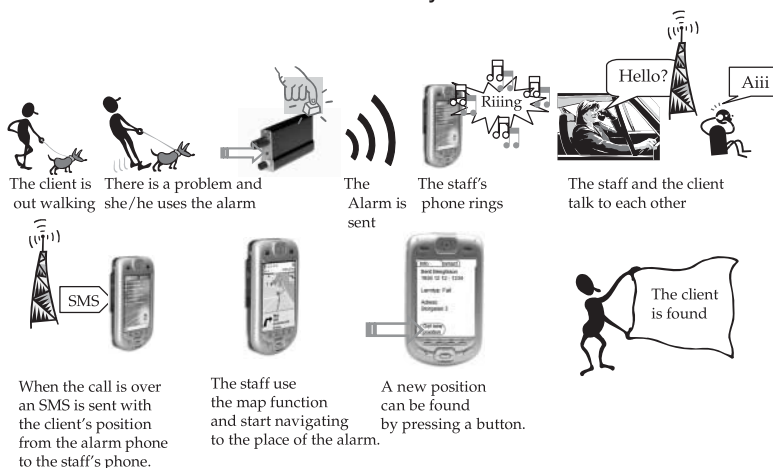 Hello?
Aiii
Riiing
The client is
out walking
There is a problem and
she/he uses the alarm
The
Alarm is
sent
The staff's
phone rings
The staff and the client
talk to each other
SMS
The client
is found
When the call is over
an SMS is sent with
the client's position
from the alarm phone
to the staff's phone.
The staff use
the map function
and start navigating
to the place of the alarm.
Get new
position
A new position
can be found
by pressing a button.